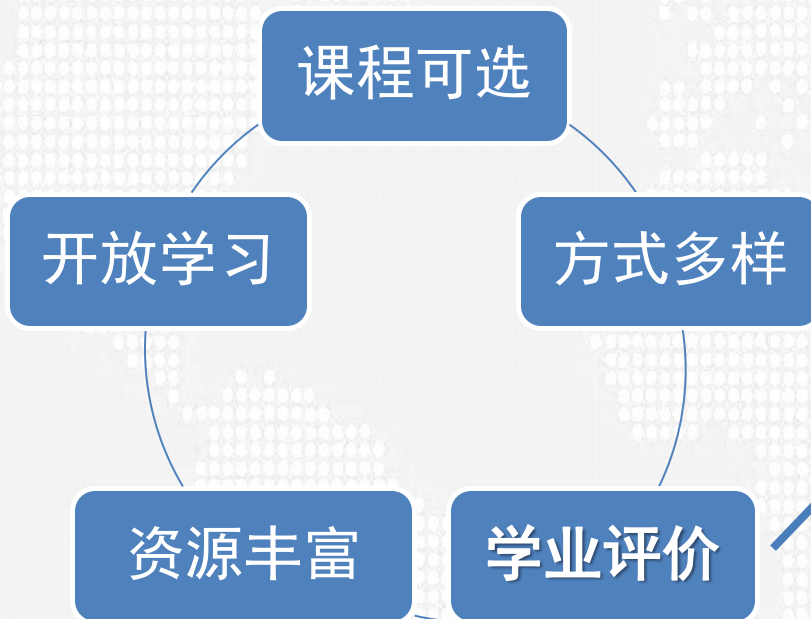 课程可选
开放学习
方式多样
资源丰富
学业评价